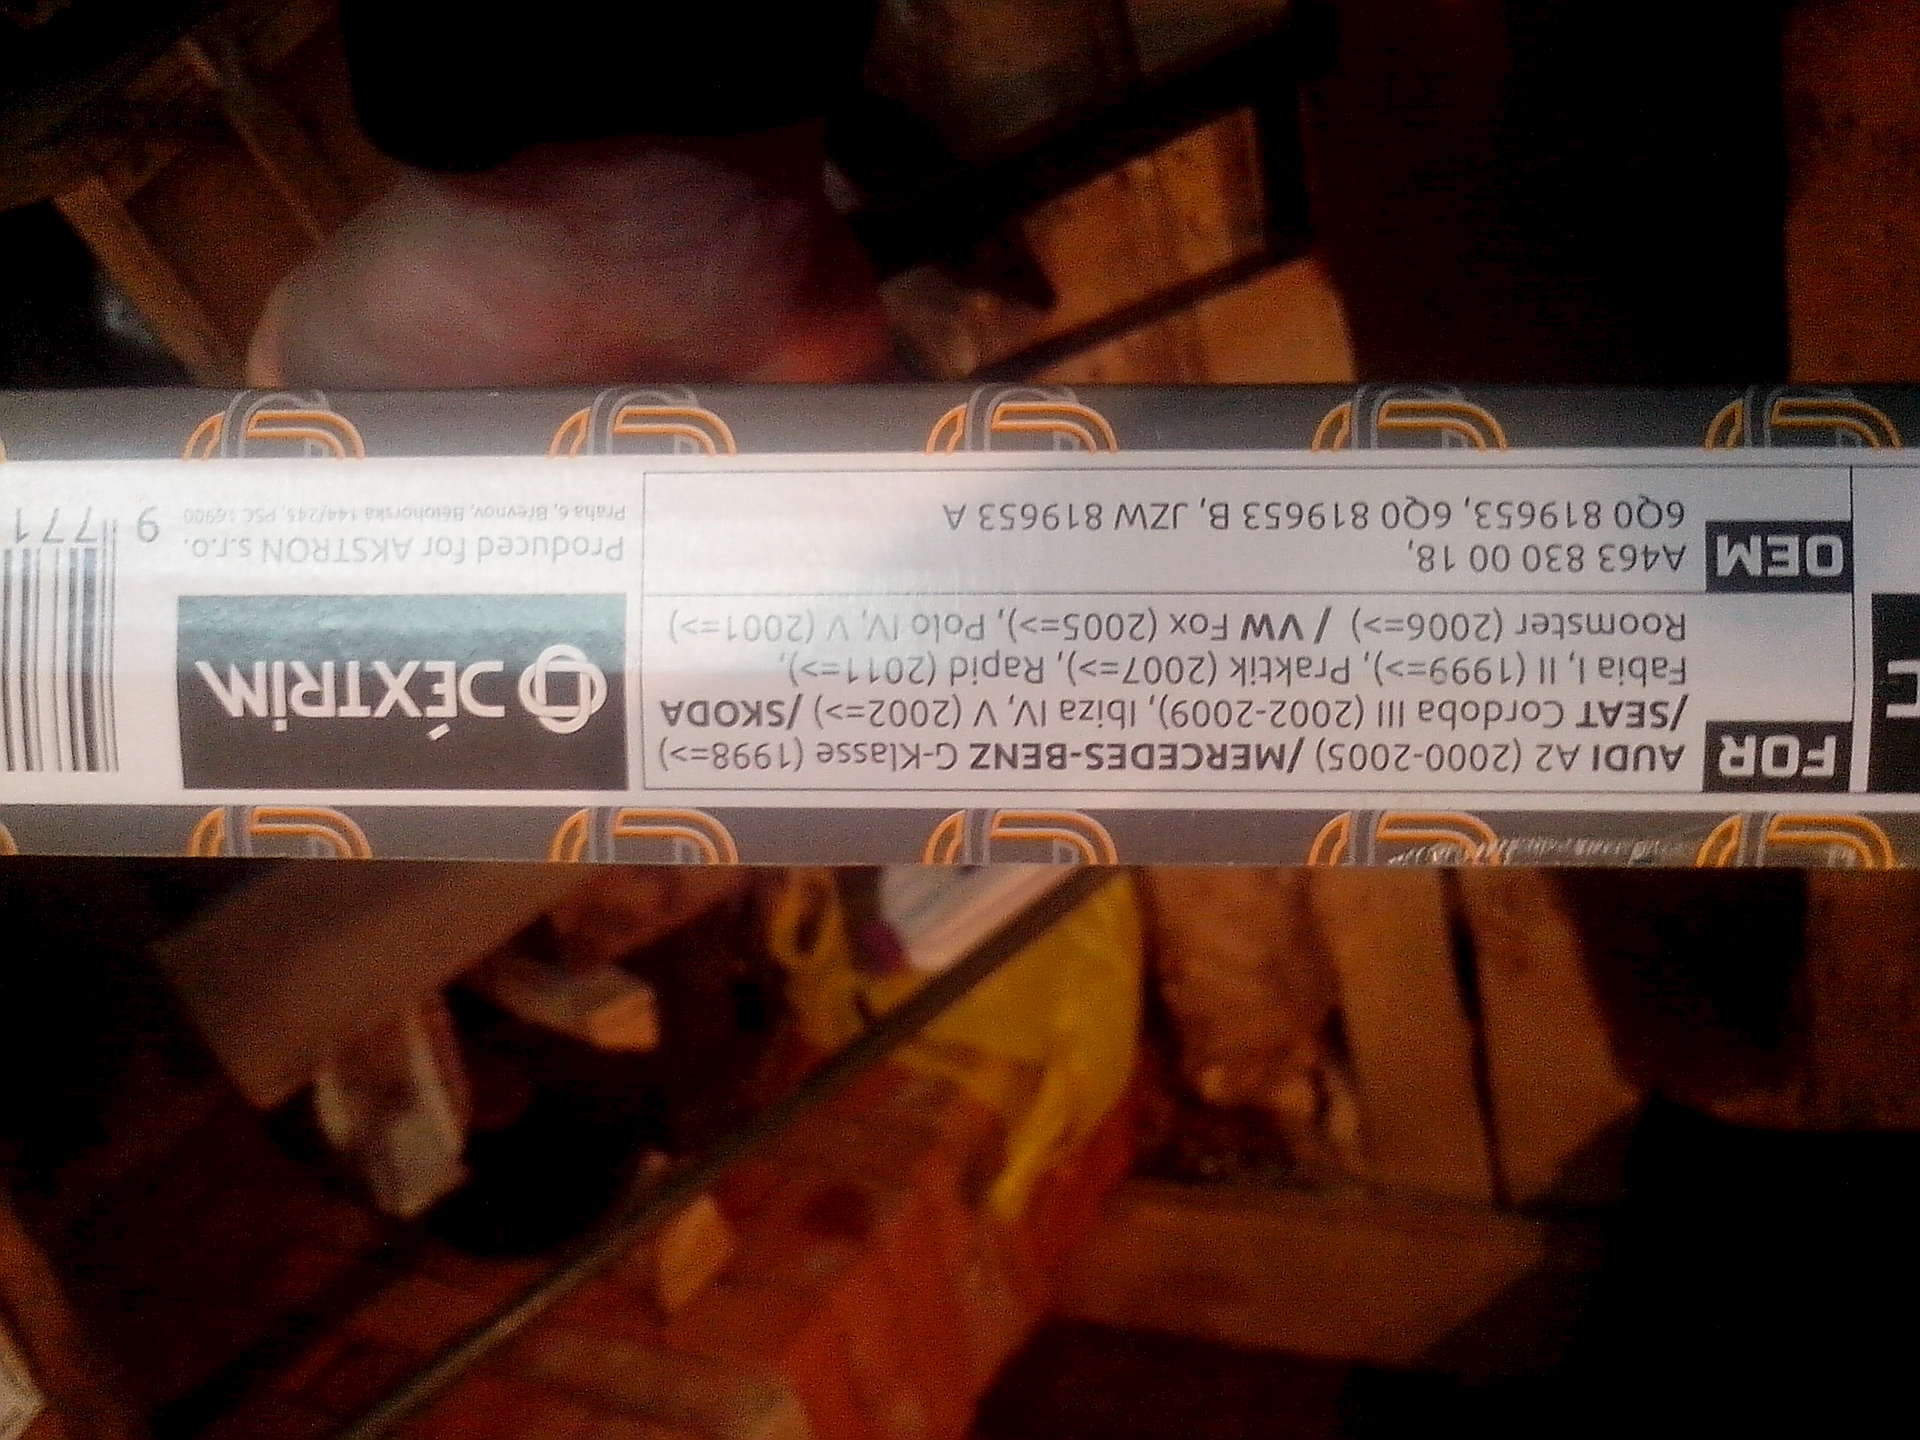 FOR
AUDI A2 (2000-2005) /MERCEDES-BENZ G-Klasse (1998=>)
/SEAT Cordoba III (2002-2009), Ibiza IV, V (2002=>) /SKODA
Fabia I, II (1999=>), Praktik (2007=>), Rapid (2011=>),
Roomster (2006=>) / VW Fox (2005=>), Polo IV, V (2001=>)
OEM
A463 830 00 18,
6Q0 819653, 6Q0 819653 B, JZW 819653 A
DÉXTRIM
Produced for AKSTRON s.r.o.
Praha 6, Břevnov, Bělohorská 144/245, PSČ 16900
9 771